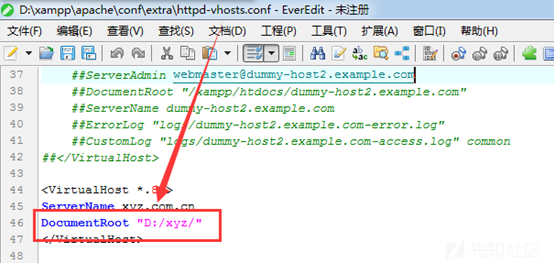 D:\xampp\apache\conf\extra\httpd-vhosts.conf - EverEdit - 未注册
文件(F) 编辑(E) 查看(V) 查找(S) 文档(D) 工程(P) 工具(T) 扩展(A) 窗口(W) 帮助(H)
37 ##ServerAdmin webmaster@dummy-host2.example.com
38 ##DocumentRoot "/xampp/htdocs/dummy-host2.example.com"
39 ##ServerName dummy-host2.example.com
40 ##ErrorLog "logs/dummy-host2.example.com-error.log"
41 ##CustomLog "logs/dummy-host2.example.com-access.log" common
42 ##</VirtualHost>
43
44 <VirtualHost
45 ServerName xyz.com.cn
46 DocumentRoot "D:/xyz/"
47 </VirtualHost>
先知社区